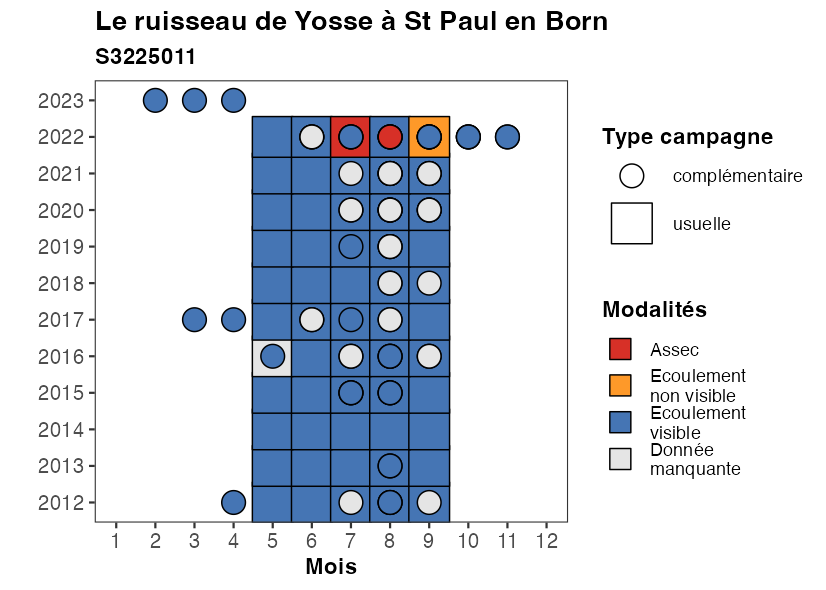 Le ruisseau de Yosse à St Paul en Born
S3225011
2023
2022
2021
2020
2019
2018
2017
2016
2015
2014
2013
2012
1 2 3 4 5 6 7 8 9 10 11 12
Mois
Type campagne
complémentaire
usuelle
Modalités
Assec
Ecoulement
non visible
Ecoulement
visible
Donnée
manquante